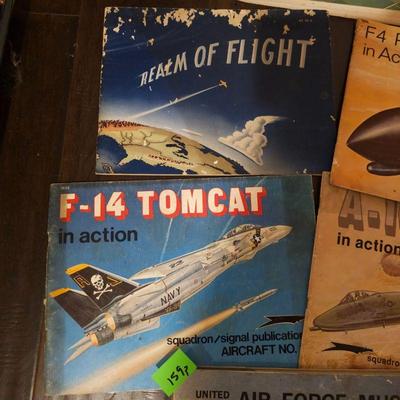 REALM OF FLIGHT
F4
in Ac
F-14 TOMCAT
in action
NAVY
squadron/signal publication
AIRCRAFT NO.
in action
squadro
UNITED
AIR FORCE MUS